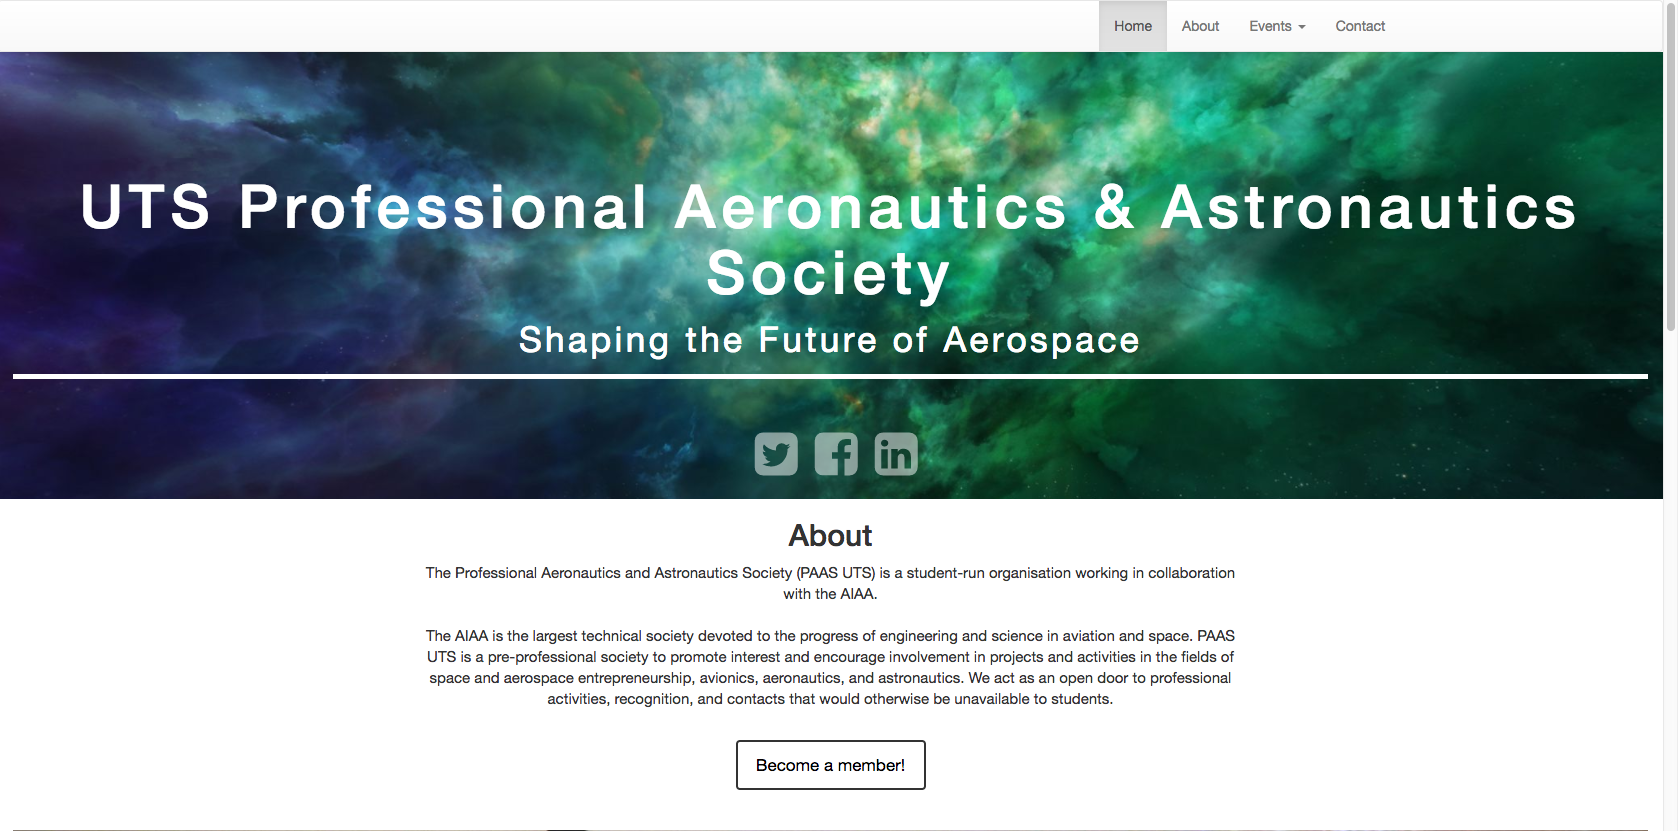 Home About Events Contact
UTS Professional Aeronautics & Astronautics
Society
Shaping the Future of Aerospace
About
The Professional Aeronautics and Astronautics Society (PAAS UTS) is a student-run organisation working in collaboration
with the AIAA.
The AIAA is the largest technical society devoted to the progress of engineering and science in aviation and space. PAAS
UTS is a pre-professional society to promote interest and encourage involvement in projects and activities in the fields of
space and aerospace entrepreneurship, avionics, aeronautics, and astronautics. We act as an open door to professional
activities, recognition, and contacts that would otherwise be unavailable to students.
Become a member!